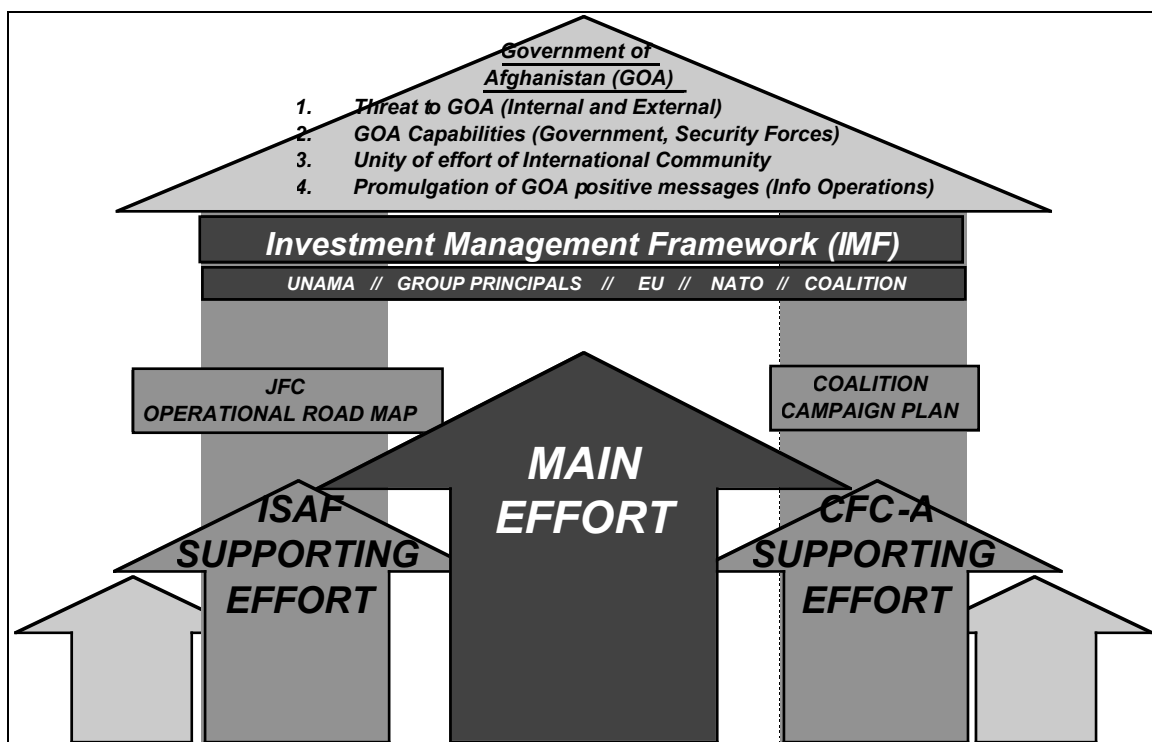 Government of
Afghanistan (GOA)
1. Threat to GOA (Internal and External)
2. GOA Capabilities (Government, Security Forces)
3. Unity of effort of International Community
4. Promulgation of GOA positive messages (Info Operations)
Investment Management Framework (IMF)
UNAMA // GROUP PRINCIPALS // EU // NATO // COALITION
JFC
OPERATIONAL ROAD MAP
COALITION
CAMPAIGN PLAN
MAIN
EFFORT
ISAF
SUPPORTING
EFFORT
CFC-A
SUPPORTING
EFFORT